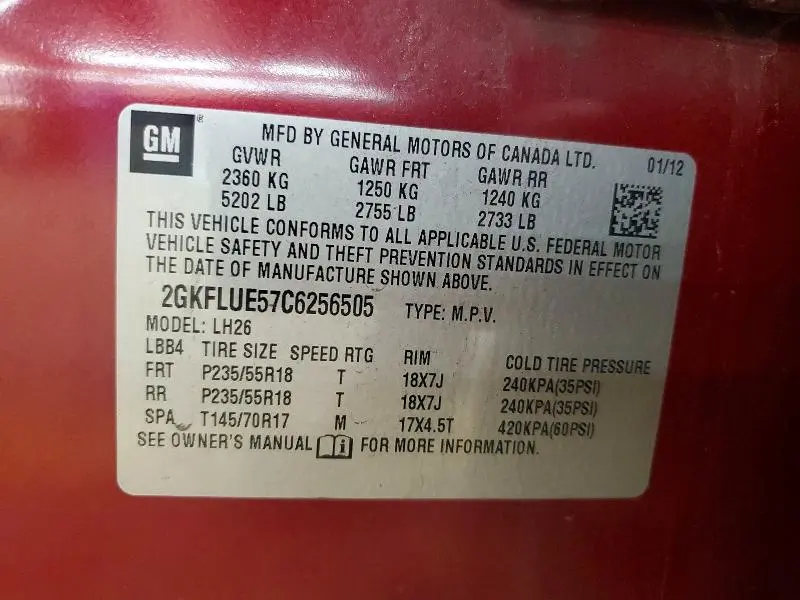 GM® MFD BY GENERAL MOTORS OF CANADA LTD. 01/12
GVWR GAWR FRT GAWR RR
2360 KG 1250 KG 1240 KG
5202 LB 2755 LB 2733 LB
THIS VEHICLE CONFORMS TO ALL APPLICABLE U.S. FEDERAL MOTOR
VEHICLE SAFETY AND THEFT PREVENTION STANDARDS IN EFFECT ON
THE DATE OF MANUFACTURE SHOWN ABOVE.
2GKFLUE57C6256505 TYPE: M.P.V.
MODEL: LH26
LBB4 TIRE SIZE SPEED RTG RIM COLD TIRE PRESSURE
FRT P235/55R18 T 18X7J 240KPA(35PSI)
RR P235/55R18 T 18X7J 240KPA(35PSI)
SPA T145/70R17 M 17X4.5T 420KPA(60PSI)
SEE OWNER'S MANUAL i FOR MORE INFORMATION.